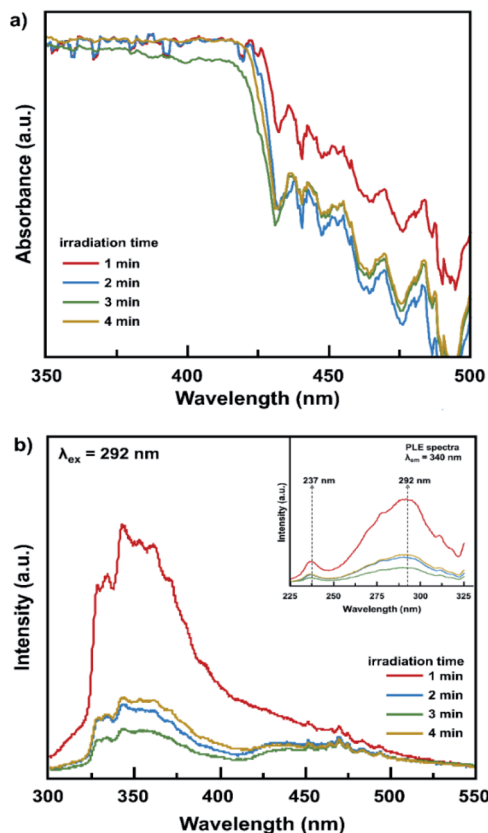 a)
Absorbance (a.u.)
irradiation time
1 min
2 min
3 min
4 min
350 400 450 500
Wavelength (nm)
b)
λex = 292 nm
Intensity (a.u.)
PLE spectra
λem = 340 nm
237 nm 292 nm
Intensity (a.u.)
225 250 275 300 325
Wavelength (nm)
irradiation time
1 min
2 min
3 min
4 min
300 350 400 450 500 550
Wavelength (nm)